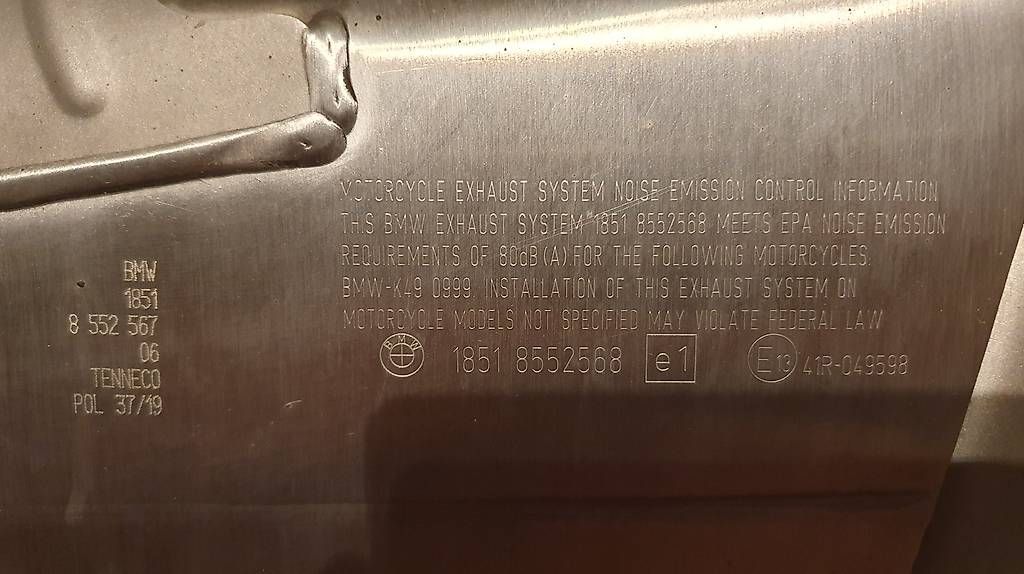 MOTORCYCLE EXHAUST SYSTEM NOISE EMISSION CONTROL INFORMATION
THIS BMW EXHAUST SYSTEM 1851 8552568 MEETS EPA NOISE EMISSION
REQUIREMENTS OF 80dB (A) FOR THE FOLLOWING MOTORCYCLES.
BMW-K49 0999. INSTALLATION OF THIS EXHAUST SYSTEM ON
MOTORCYCLE MODELS NOT SPECIFIED MAY VIOLATE FEDERAL LAW
BMW 1851 8552568 e1 E13 41R-049598
BMW
1851
8 552 567
06
TENNECO
POL 37/19